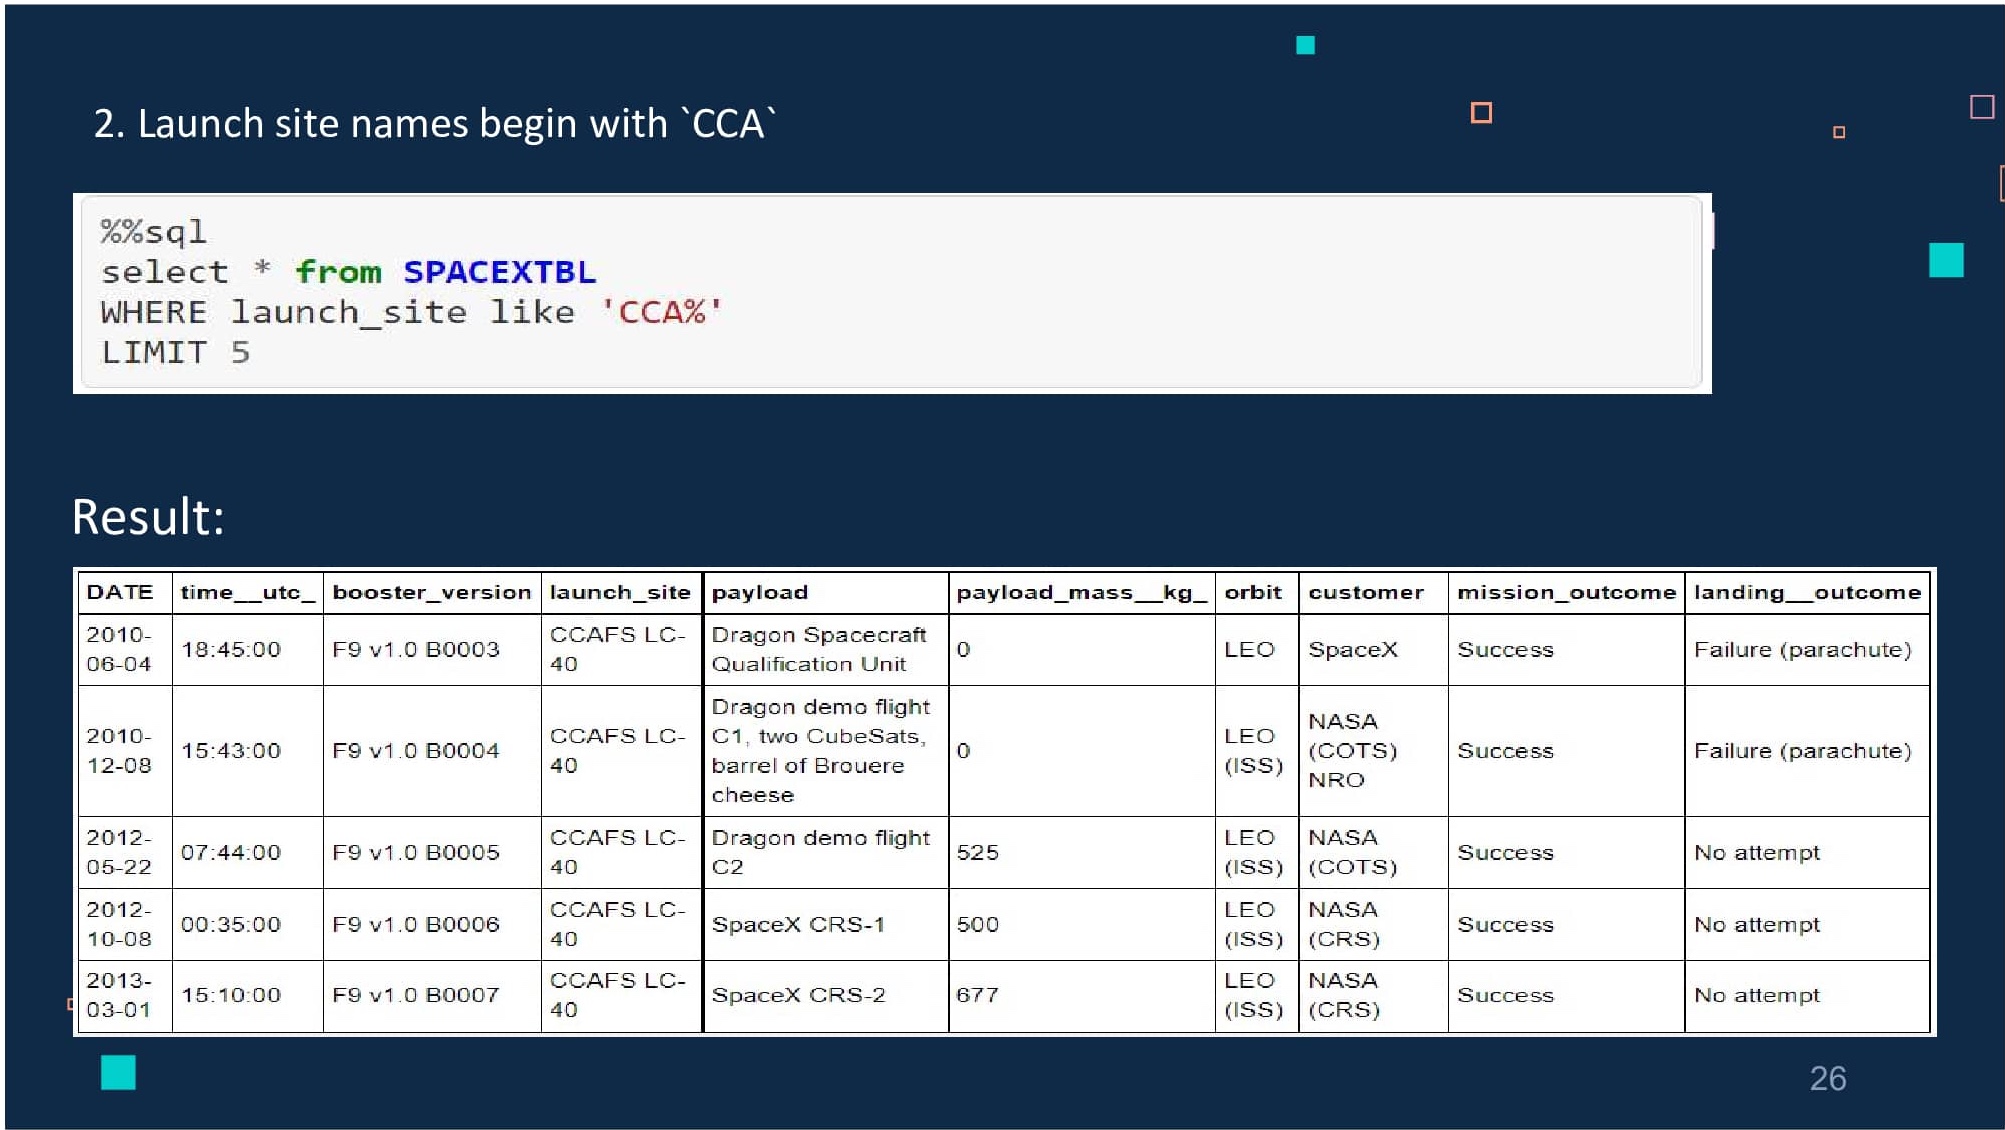 2. Launch site names begin with `CCA`
%%sql
select * from SPACEXTBL
WHERE launch_site like 'CCA%'
LIMIT 5
Result:
DATE time__utc_ booster_version launch_site payload payload_mass__kg_ orbit customer mission_outcome landing__outcome
2010-06-04 18:45:00 F9 v1.0 B0003 CCAFS LC-40 Dragon Spacecraft Qualification Unit 0 LEO SpaceX Success Failure (parachute)
2010-12-08 15:43:00 F9 v1.0 B0004 CCAFS LC-40 Dragon demo flight C1, two CubeSats, barrel of Brouere cheese 0 LEO (ISS) NASA (COTS) NRO Success Failure (parachute)
2012-05-22 07:44:00 F9 v1.0 B0005 CCAFS LC-40 Dragon demo flight C2 525 LEO (ISS) NASA (COTS) Success No attempt
2012-10-08 00:35:00 F9 v1.0 B0006 CCAFS LC-40 SpaceX CRS-1 500 LEO (ISS) NASA (CRS) Success No attempt
2013-03-01 15:10:00 F9 v1.0 B0007 CCAFS LC-40 SpaceX CRS-2 677 LEO (ISS) NASA (CRS) Success No attempt
26